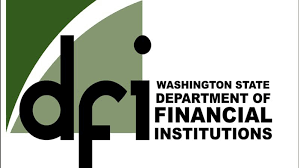 dfi
WASHINGTON STATE
DEPARTMENT OF
FINANCIAL
INSTITUTIONS